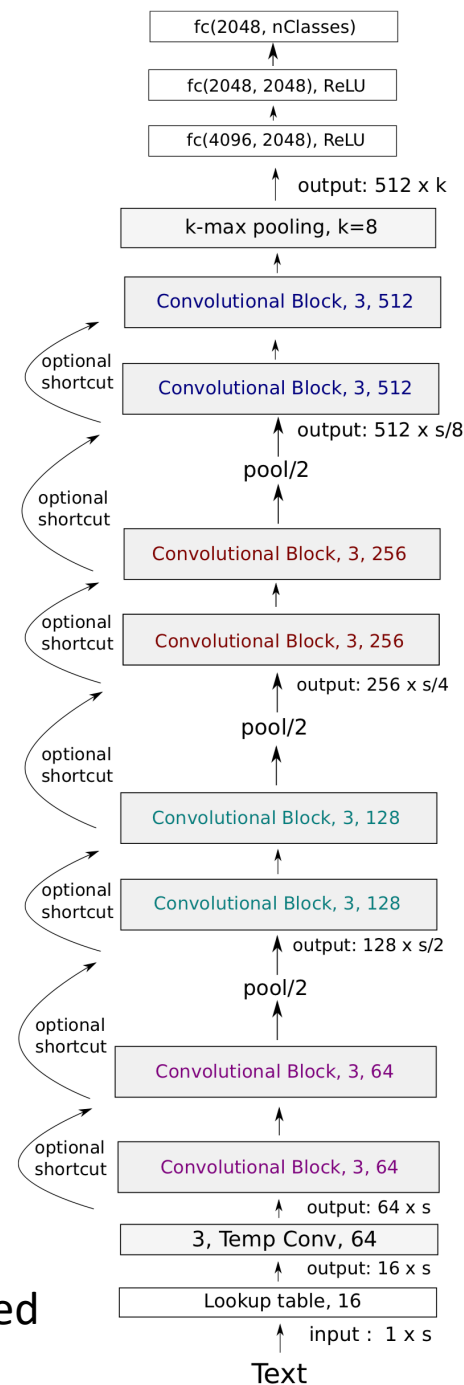 fc(2048, nClasses)
fc(2048, 2048), ReLU
fc(4096, 2048), ReLU
output: 512 x k
k-max pooling, k=8
Convolutional Block, 3, 512
optional
shortcut
Convolutional Block, 3, 512
output: 512 x s/8
pool/2
optional
shortcut
Convolutional Block, 3, 256
optional
shortcut
Convolutional Block, 3, 256
output: 256 x s/4
pool/2
optional
shortcut
Convolutional Block, 3, 128
optional
shortcut
Convolutional Block, 3, 128
output: 128 x s/2
pool/2
optional
shortcut
Convolutional Block, 3, 64
optional
shortcut
Convolutional Block, 3, 64
output: 64 x s
3, Temp Conv, 64
output: 16 x s
Lookup table, 16
ed
input : 1 x s
Text